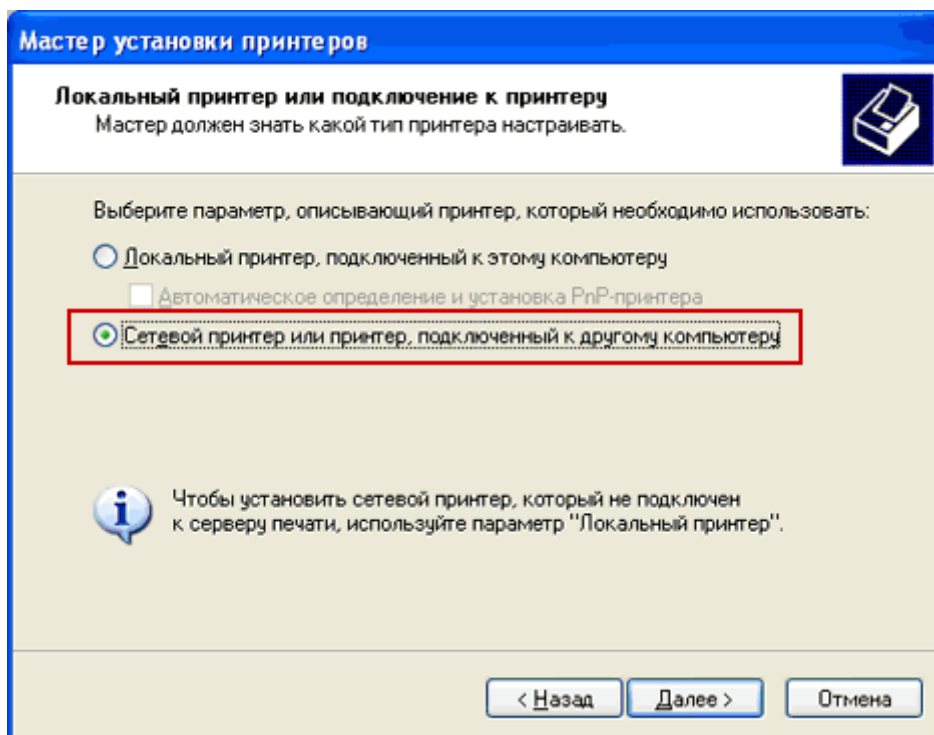 Мастер установки принтеров
Локальный принтер или подключение к принтеру
Мастер должен знать какой тип принтера настраивать.
Выберите параметр, описывающий принтер, который необходимо использовать:
Локальный принтер, подключенный к этому компьютеру
Автоматическое определение и установка PnP-принтера
Сетевой принтер или принтер, подключенный к другому компьютеру
Чтобы установить сетевой принтер, который не подключен
к серверу печати, используйте параметр "Локальный принтер".
< Назад Далее > Отмена